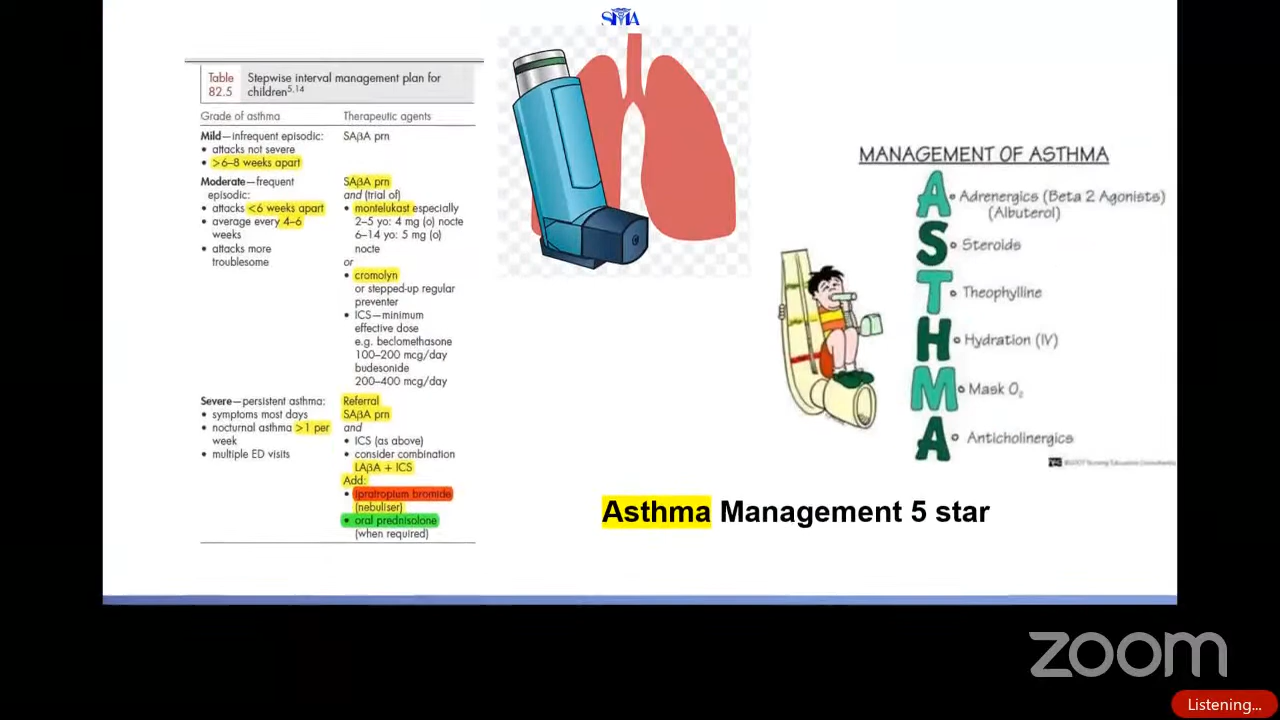 SMA
Table
82.5
Stepwise interval management plan for
children5,14
Grade of asthma
Therapeutic agents
Mild—infrequent episodic:
• attacks not severe
• >6–8 weeks apart
SAβA prn
Moderate—frequent
episodic:
• attacks <6 weeks apart
• average every 4–6
weeks
• attacks more
troublesome
SAβA prn
and (trial of)
• montelukast especially
2–5 yo: 4 mg (o) nocte
6–14 yo: 5 mg (o)
nocte
or
• cromolyn
or stepped-up regular
preventer
• ICS—minimum
effective dose
e.g. beclomethasone
100–200 mcg/day
budesonide
200–400 mcg/day
Severe—persistent asthma:
• symptoms most days
• nocturnal asthma >1 per
week
• multiple ED visits
Referral
SAβA prn
and
• ICS (as above)
• consider combination
LAβA + ICS
Add:
• ipratropium bromide
(nebuliser)
• oral prednisolone
(when required)
MANAGEMENT OF ASTHMA
A Adrenergics (Beta 2 Agonists)
(Albuterol)
S Steroids
T Theophylline
H Hydration (IV)
M Mask O2
A Anticholinergics
Asthma Management 5 star
zoom
Listening...